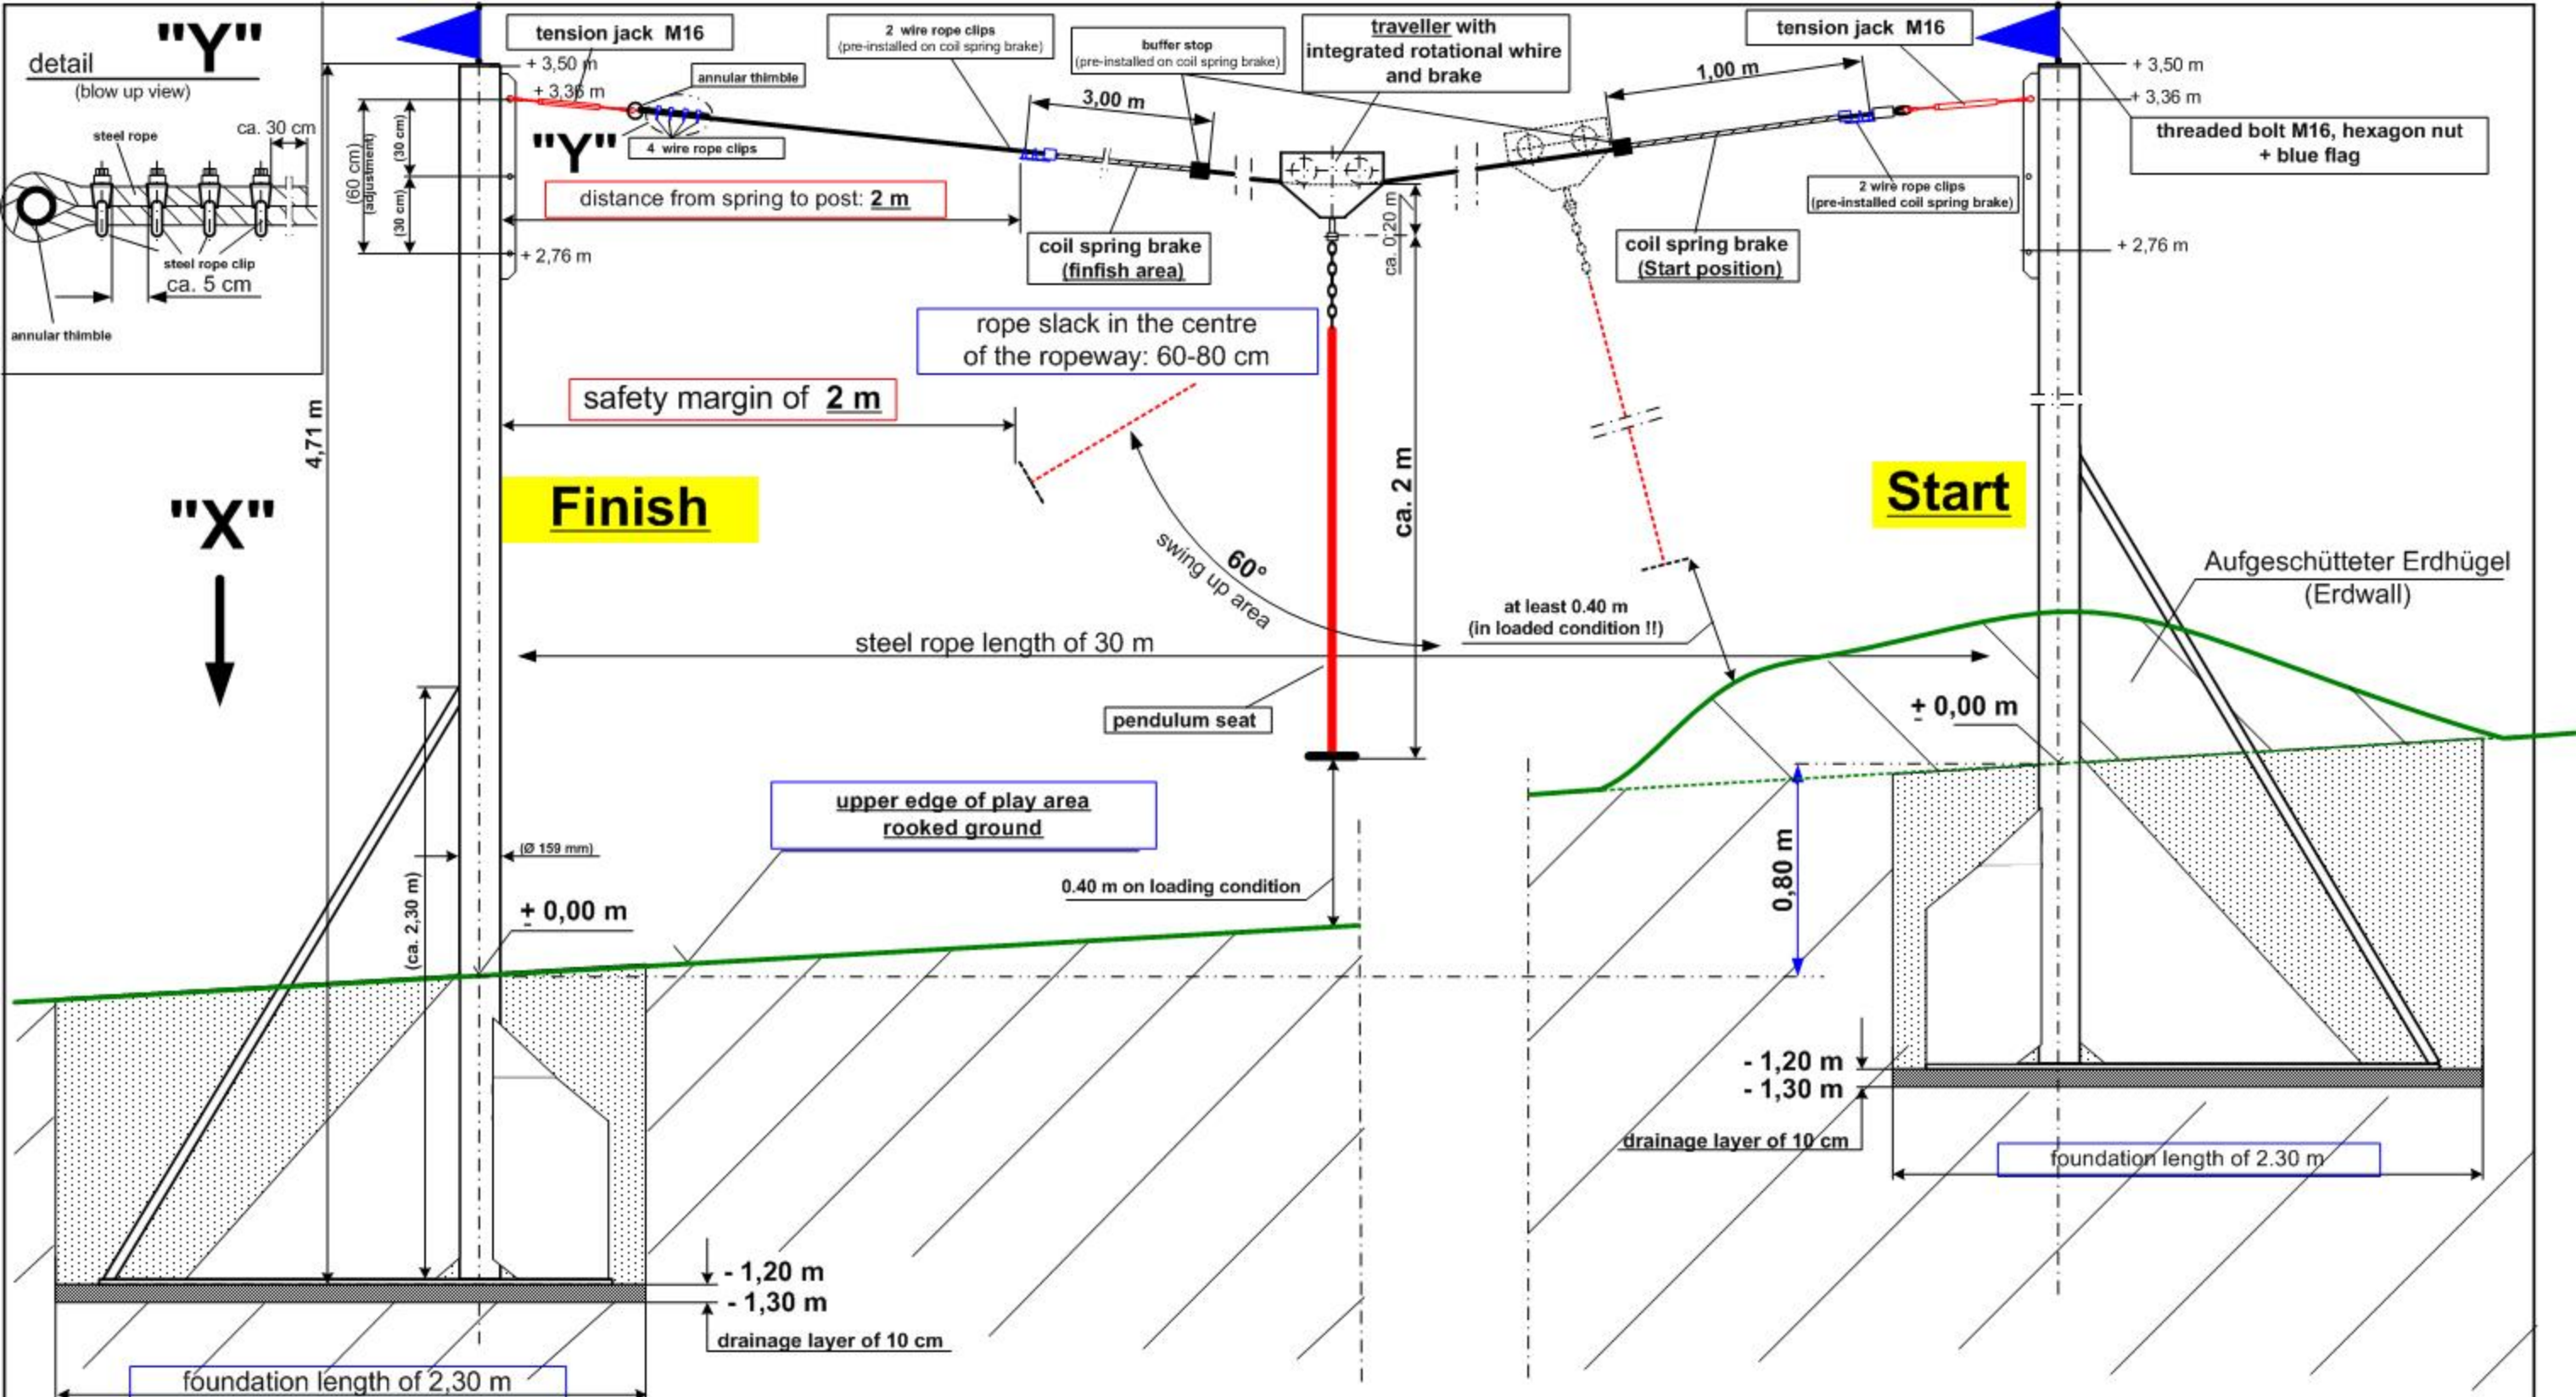 "Y"
detail
(blow up view)
steel rope
ca. 30 cm
steel rope clip
ca. 5 cm
annular thimble
tension jack M16
+ 3,50 m
+ 3,36 m
annular thimble
"Y"
4 wire rope clips
2 wire rope clips
(pre-installed on coil spring brake)
3,00 m
buffer stop
(pre-installed on coil spring brake)
traveller with
integrated rotational whire
and brake
1,00 m
tension jack M16
+ 3,50 m
+ 3,36 m
threaded bolt M16, hexagon nut
+ blue flag
2 wire rope clips
(pre-installed coil spring brake)
(60 cm)
(adjustment)
(30 cm)
(30 cm)
distance from spring to post: 2 m
+ 2,76 m
coil spring brake
(finfish area)
ca. 0.20 m
coil spring brake
(Start position)
+ 2,76 m
rope slack in the centre
of the ropeway: 60-80 cm
safety margin of 2 m
4,71 m
"X"
Finish
ca. 2 m
60°
swing up area
Start
Aufgeschütteter Erdhügel
(Erdwall)
at least 0.40 m
(in loaded condition !!)
steel rope length of 30 m
pendulum seat
± 0,00 m
upper edge of play area
rooked ground
(Ø 159 mm)
(ca. 2,30 m)
0.40 m on loading condition
0,80 m
± 0,00 m
- 1,20 m
- 1,30 m
drainage layer of 10 cm
foundation length of 2.30 m
- 1,20 m
- 1,30 m
drainage layer of 10 cm
foundation length of 2,30 m